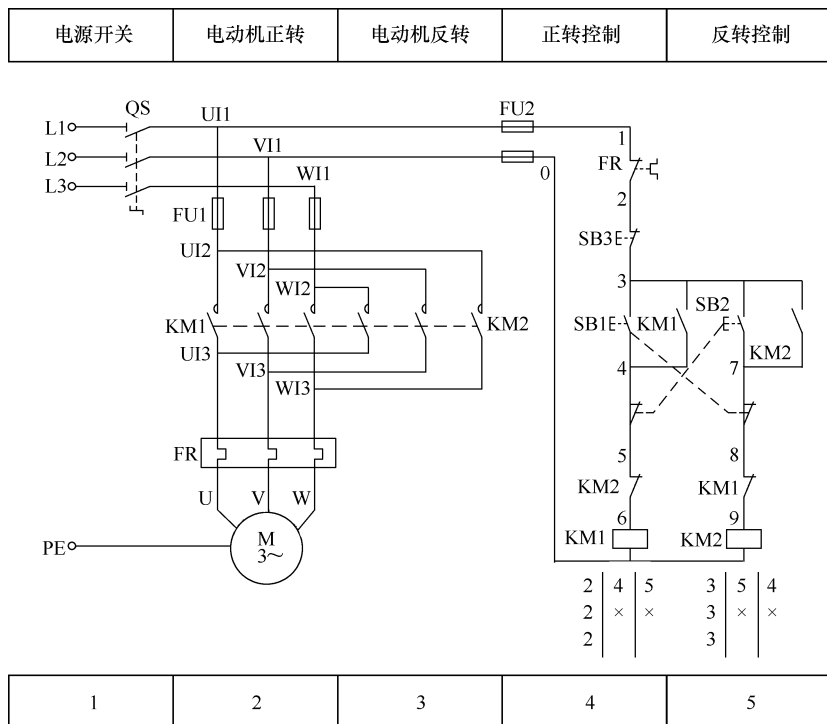 电源开关 电动机正转 电动机反转 正转控制 反转控制
QS UI1 FU2
L1 1
L2 VI1
L3 WI1 0 FR
FU1 2
UI2 SB3
VI2
WI2 3
KM1 KM2 SB1 KM1 SB2
UI3 KM2
VI3 4 7
WI3
FR 5 8
U V W KM2 KM1
6 9
M
3~ KM1 KM2
PE
2 4 5 3 5 4
2 × × 3 × ×
2 3
1 2 3 4 5